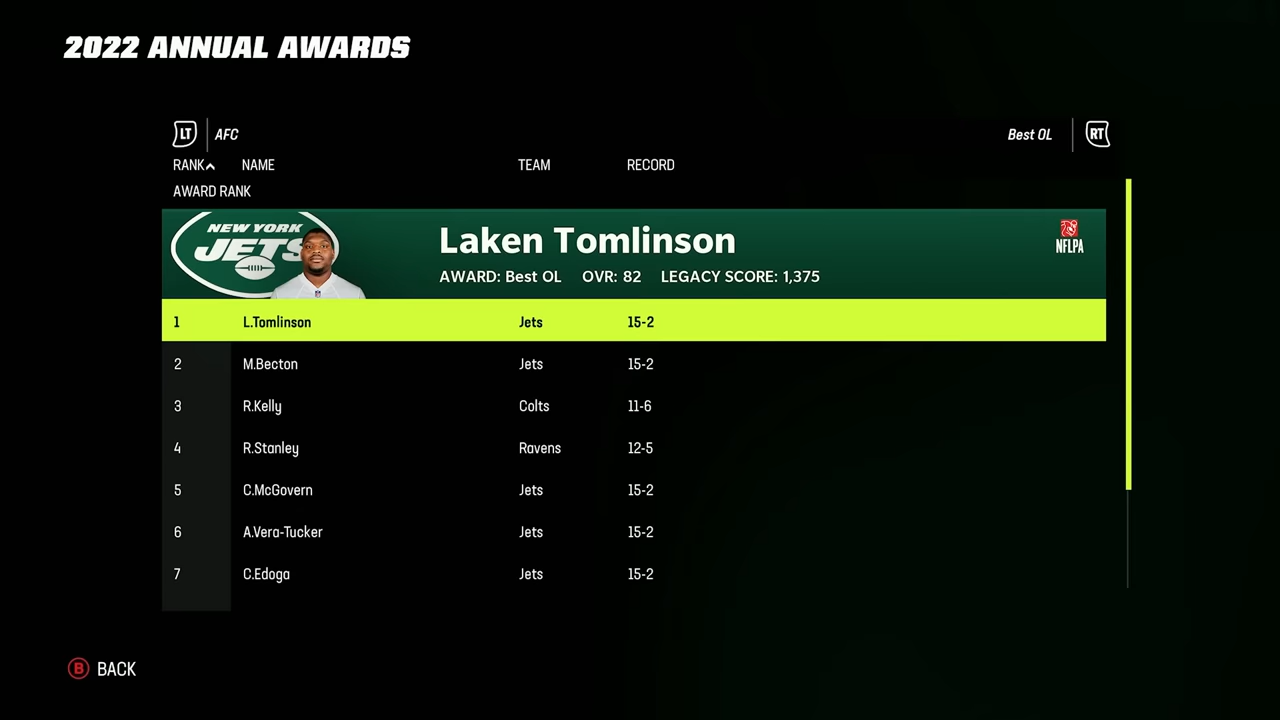 2022 ANNUAL AWARDS
LT AFC Best OL RT
RANK NAME TEAM RECORD
AWARD RANK
NEW YORK
JETS
Laken Tomlinson
AWARD: Best OL OVR: 82 LEGACY SCORE: 1,375
NFLPA
1 L.Tomlinson Jets 15-2
2 M.Becton Jets 15-2
3 R.Kelly Colts 11-6
4 R.Stanley Ravens 12-5
5 C.McGovern Jets 15-2
6 A.Vera-Tucker Jets 15-2
7 C.Edoga Jets 15-2
B BACK